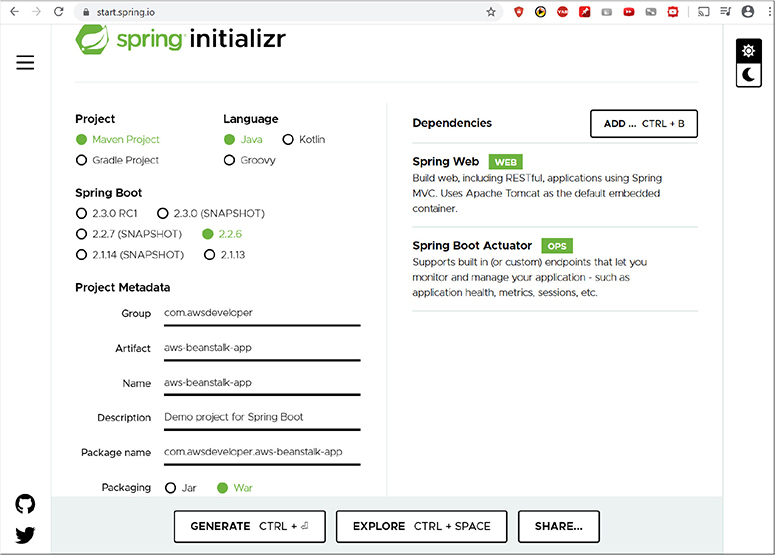 start.spring.io
spring initializr
Project
Maven Project
Gradle Project
Language
Java Kotlin
Groovy
Spring Boot
2.3.0 RC1 2.3.0 (SNAPSHOT)
2.2.7 (SNAPSHOT) 2.2.6
2.1.14 (SNAPSHOT) 2.1.13
Project Metadata
Group com.awsdeveloper
Artifact aws-beanstalk-app
Name aws-beanstalk-app
Description Demo project for Spring Boot
Package name com.awsdeveloper.aws-beanstalk-app
Packaging Jar War
Dependencies ADD ... CTRL + B
Spring Web WEB
Build web, including RESTful, applications using Spring
MVC. Uses Apache Tomcat as the default embedded
container.
Spring Boot Actuator OPS
Supports built in (or custom) endpoints that let you
monitor and manage your application - such as
application health, metrics, sessions, etc.
GENERATE CTRL + ⏎ EXPLORE CTRL + SPACE SHARE...